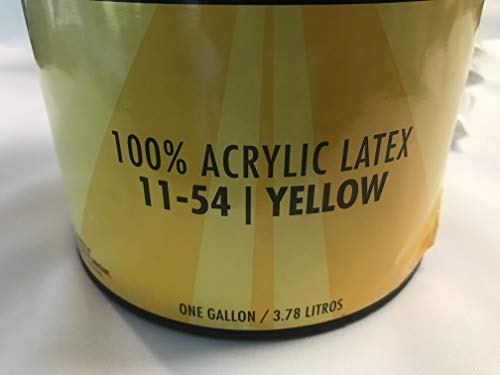 100% ACRYLIC LATEX
11-54 | YELLOW
ONE GALLON / 3.78 LITROS